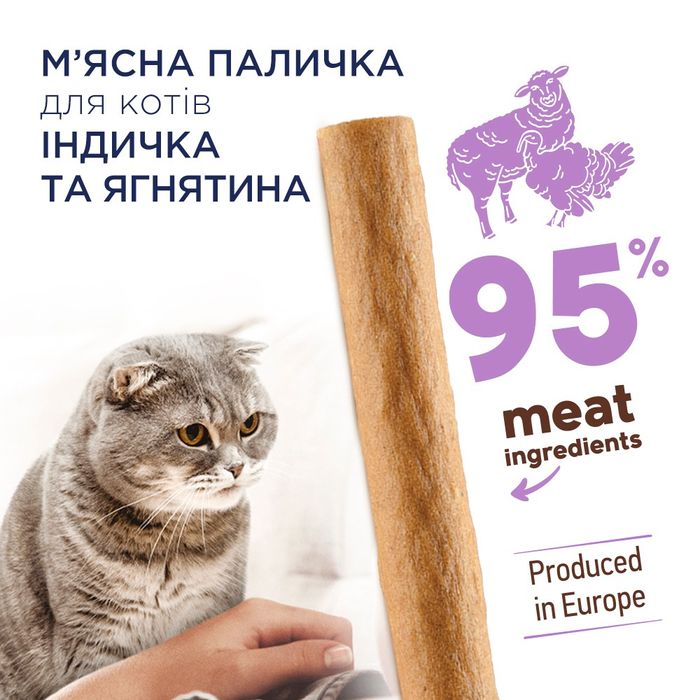 М’ЯСНА ПАЛИЧКА
для котів
ІНДИЧКА
ТА ЯГНЯТИНА
95%
meat
ingredients
Produced
in Europe